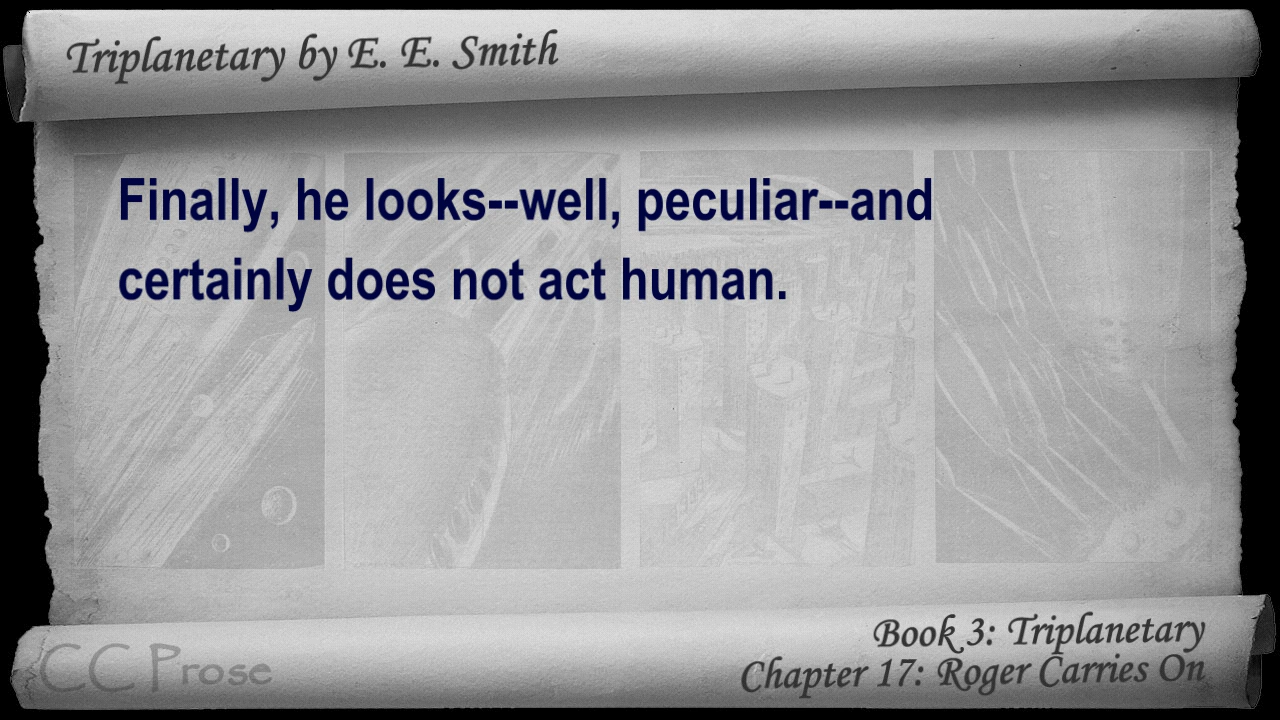 Triplanetary by E. E. Smith
Finally, he looks--well, peculiar--and
certainly does not act human.
Book 3: Triplanetary
Chapter 17: Roger Carries On
CC Prose